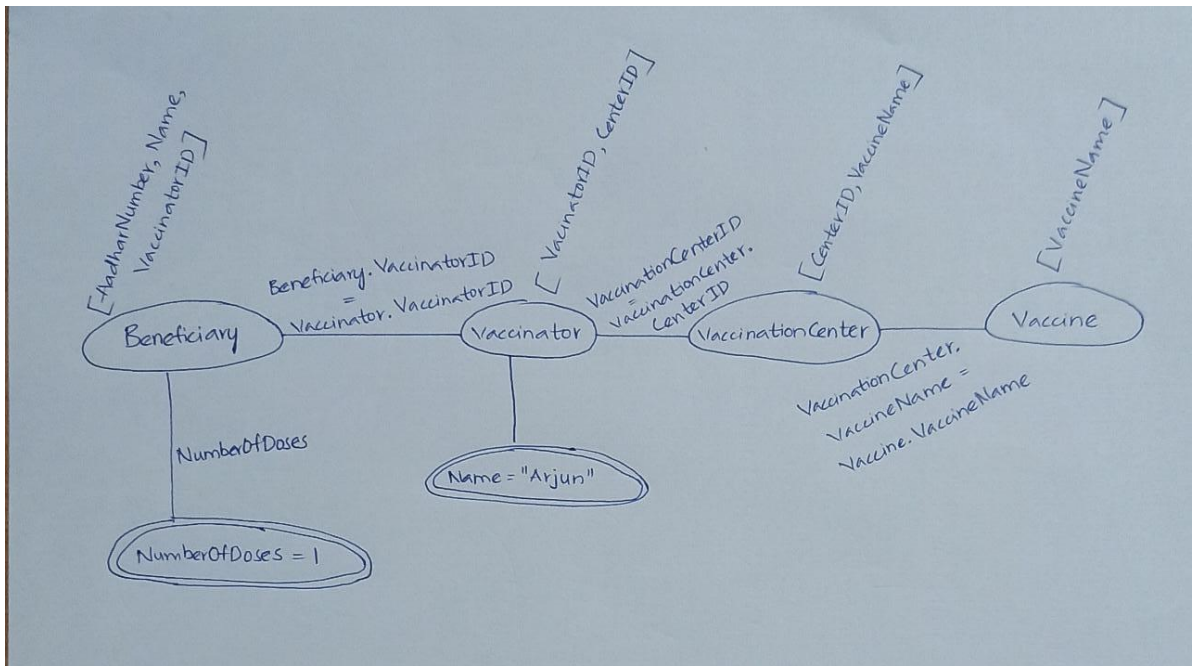 [AadharNumber, Name,
VaccinatorID]
[VaccinatorID, CenterID]
[CenterID, VaccineName]
[VaccineName]
Beneficiary.VaccinatorID
=
Vaccinator.VaccinatorID
VaccinationCenterID
=
VaccinationCenter.
CenterID
Beneficiary
Vaccinator
VaccinationCenter
Vaccine
VaccinationCenter.
VaccineName =
Vaccine.VaccineName
NumberOfDoses
Name = "Arjun"
NumberOfDoses = 1